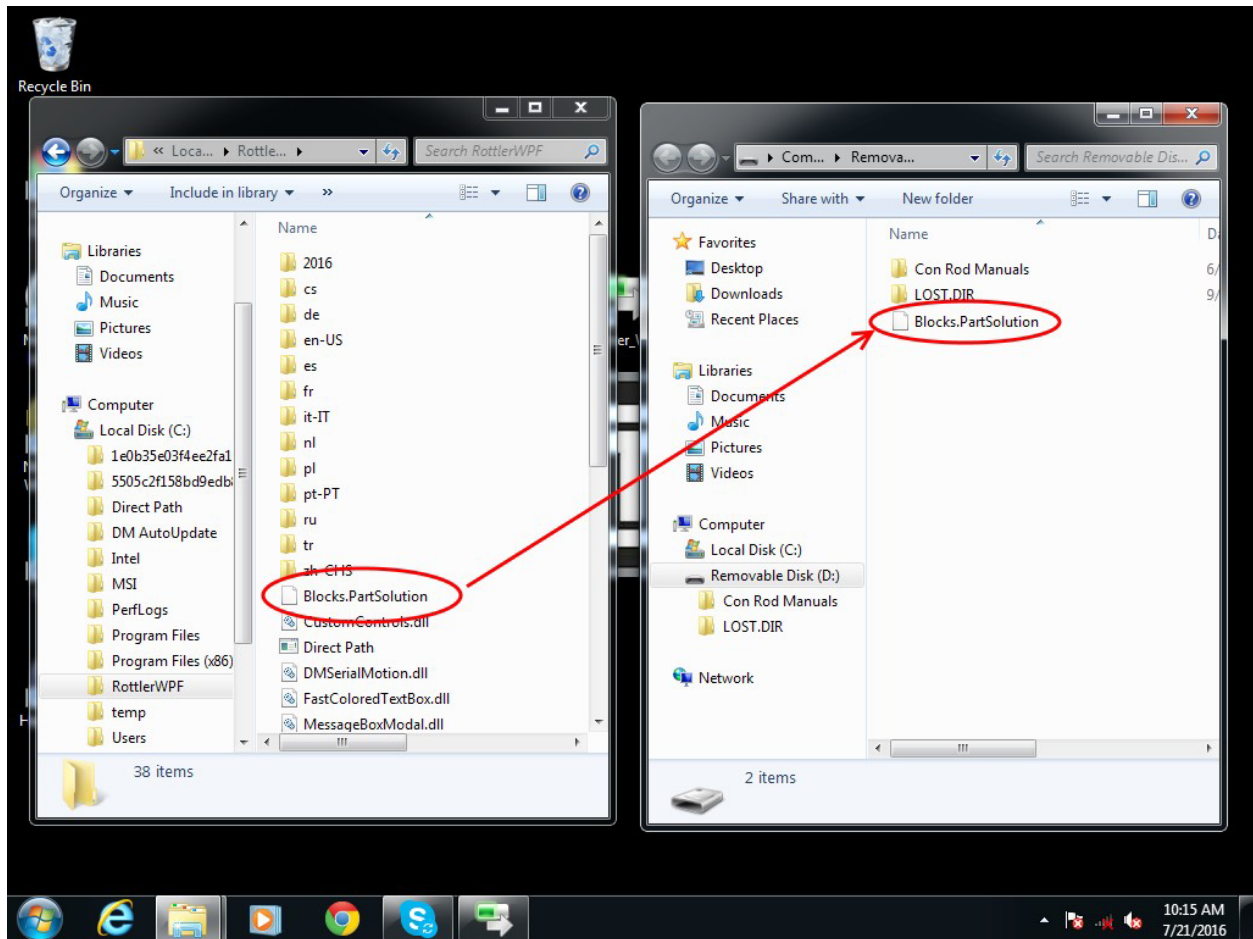 Recycle Bin
« Loca... Rottle...
Search RottlerWPF
Organize
Include in library
»
Libraries
Documents
Music
Pictures
Videos
Computer
Local Disk (C:)
1e0b35e03f4ee2fa1
5505c2f158bd9edb
Direct Path
DM AutoUpdate
Intel
MSI
PerfLogs
Program Files
Program Files (x86)
RottlerWPF
temp
Users
Name
2016
cs
de
en-US
es
fr
it-IT
nl
pl
pt-PT
ru
tr
zh-CHS
Blocks.PartSolution
CustomControls.dll
Direct Path
DMSerialMotion.dll
FastColoredTextBox.dll
MessageBoxModal.dll
38 items
Com... Remova...
Search Removable Dis...
Organize
Share with
New folder
Favorites
Desktop
Downloads
Recent Places
Libraries
Documents
Music
Pictures
Videos
Computer
Local Disk (C:)
Removable Disk (D:)
Con Rod Manuals
LOST.DIR
Network
Name
Con Rod Manuals 6/
LOST.DIR 9/
Blocks.PartSolution
2 items
10:15 AM
7/21/2016